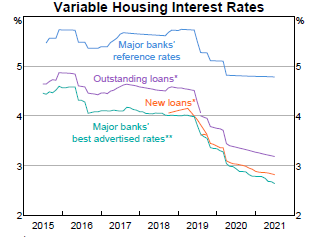 Variable Housing Interest Rates
% %
Major banks'
reference rates
5 5
Outstanding loans*
New loans*
4 4
Major banks'
best advertised rates**
3 3
2 2
2015 2016 2017 2018 2019 2020 2021